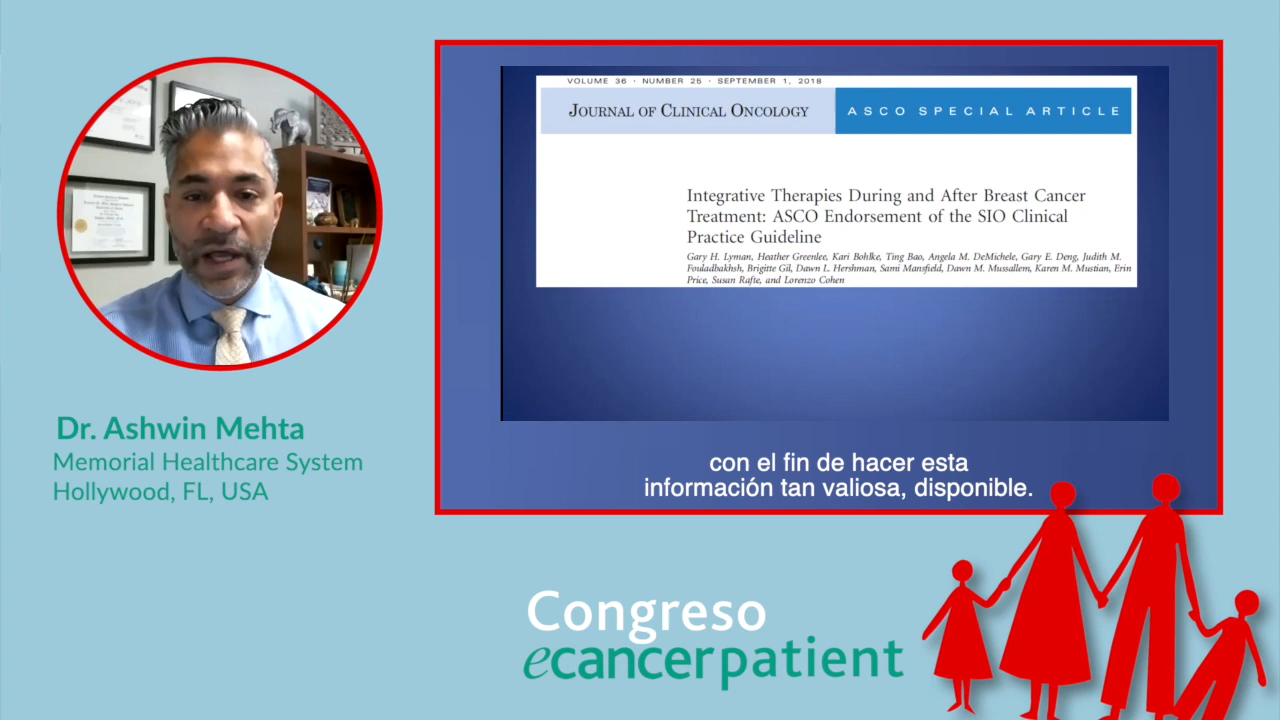 VOLUME 36 · NUMBER 25 · SEPTEMBER 1, 2018
JOURNAL OF CLINICAL ONCOLOGY
ASCO SPECIAL ARTICLE
Integrative Therapies During and After Breast Cancer
Treatment: ASCO Endorsement of the SIO Clinical
Practice Guideline
Gary H. Lyman, Heather Greenlee, Kari Bohlke, Ting Bao, Angela M. DeMichele, Gary E. Deng, Judith M.
Fouladbakhsh, Brigitte Gil, Dawn L. Hershman, Sami Mansfield, Dawn M. Mussallem, Karen M. Mustian, Erin
Price, Susan Rafte, and Lorenzo Cohen
Dr. Ashwin Mehta
Memorial Healthcare System
Hollywood, FL, USA
con el fin de hacer esta
información tan valiosa, disponible.
Congreso
ecancerpatient